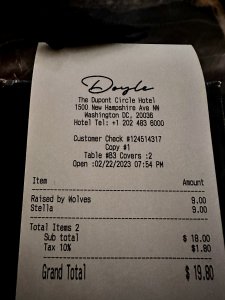 Doyle
The Dupont Circle Hotel
1500 New Hampshire Ave NW
Washington DC, 20036
Hotel Tel: +1 202 483 6000
Customer Check #124514317
Copy #1
Table #83 Covers :2
Open :02/22/2023 07:54 PM
Item Amount
Raised by Wolves 9.00
Stella 9.00
Total Items 2
Sub total $ 18.00
Tax 10% $1.80
Grand Total $ 19.80